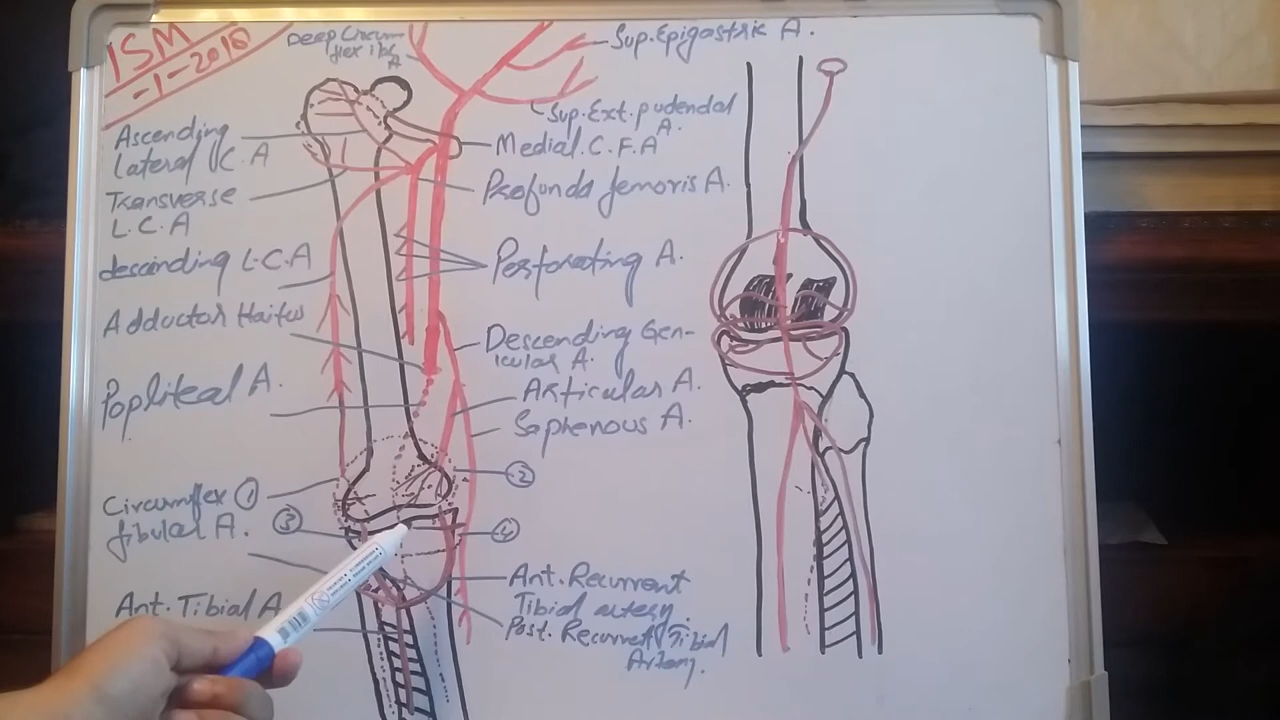 ISM
-1-2018
Deep Circum
flex ilic
A
Sup. Epigastric A.
Sup. Ext. pudendal
A.
Ascending
lateral C.A
Medial. C.F.A
Transverse
L.C.A
Profunda femoris A.
descending L.C.A
Perforating A.
Adductor Haitus
Descending Gen-
icular A.
Popliteal A.
Articular A.
Saphenous A.
②
Circumflex
fibular A.
①
③
④
Ant. Recurrent
Tibial artery.
Ant. Tibial A
Post. Recurrent Tibial
Artery.